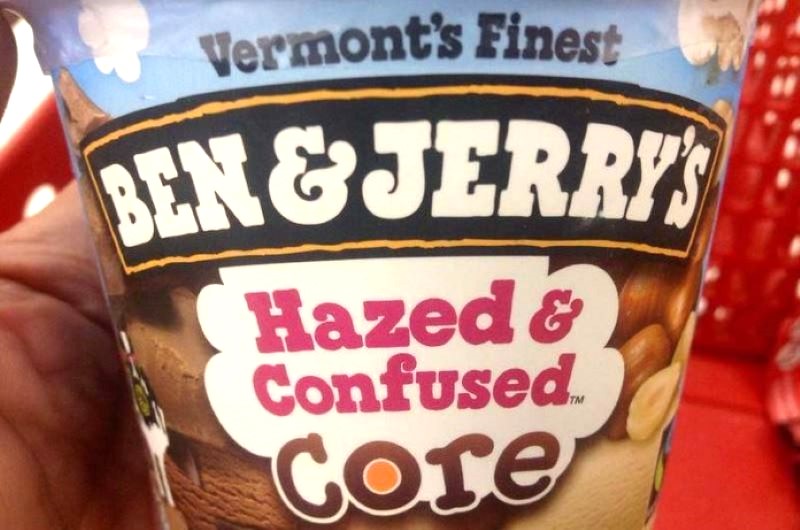 Vermont's Finest
BEN & JERRY'S
Hazed &
Confused™
Core